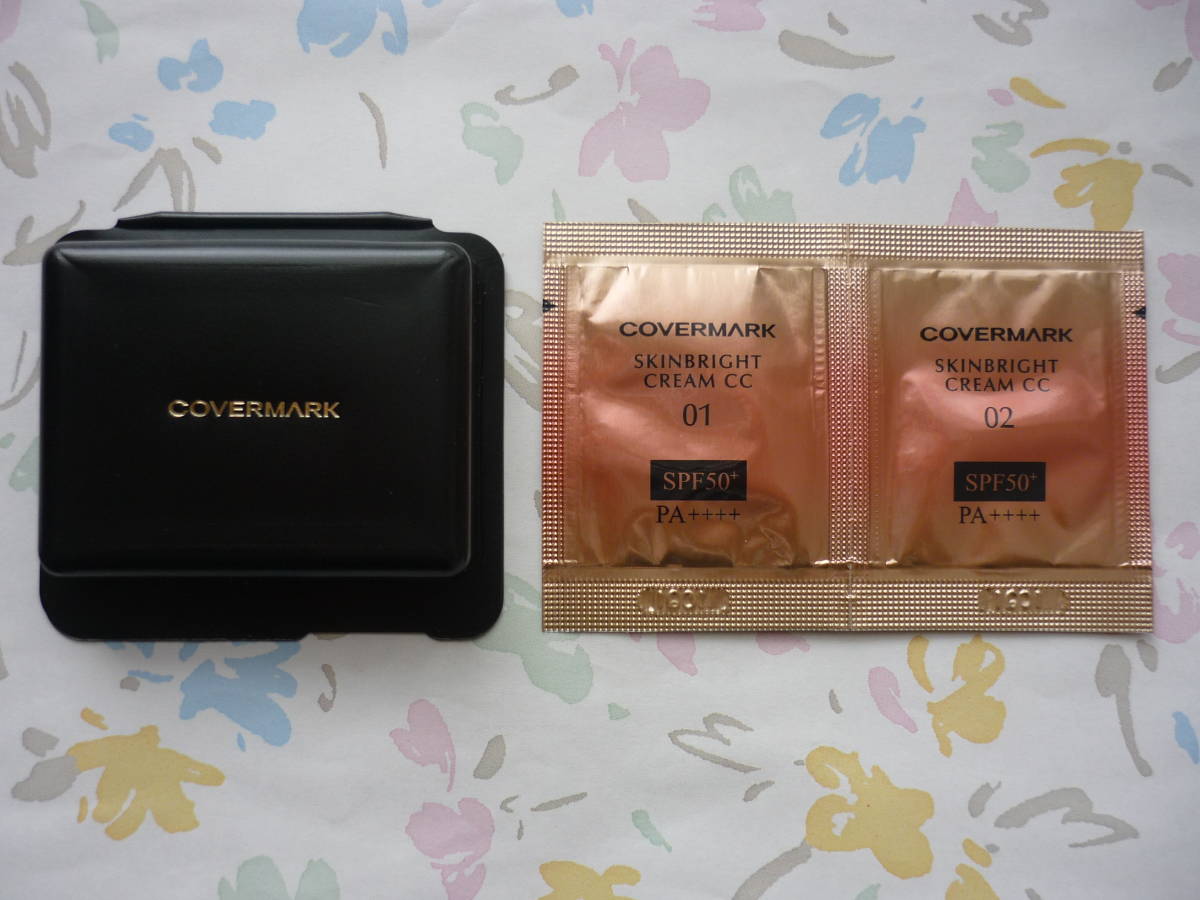 COVERMARK
COVERMARK
SKINBRIGHT
CREAM CC
01
SPF50+
PA++++
COVERMARK
SKINBRIGHT
CREAM CC
02
SPF50+
PA++++